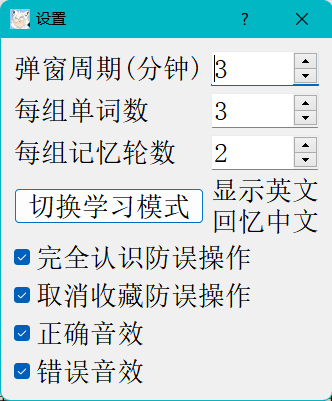 设置 ?
弹窗周期(分钟) 3
每组单词数 3
每组记忆轮数 2
切换学习模式 显示英文
回忆中文
完全认识防误操作
取消收藏防误操作
正确音效
错误音效